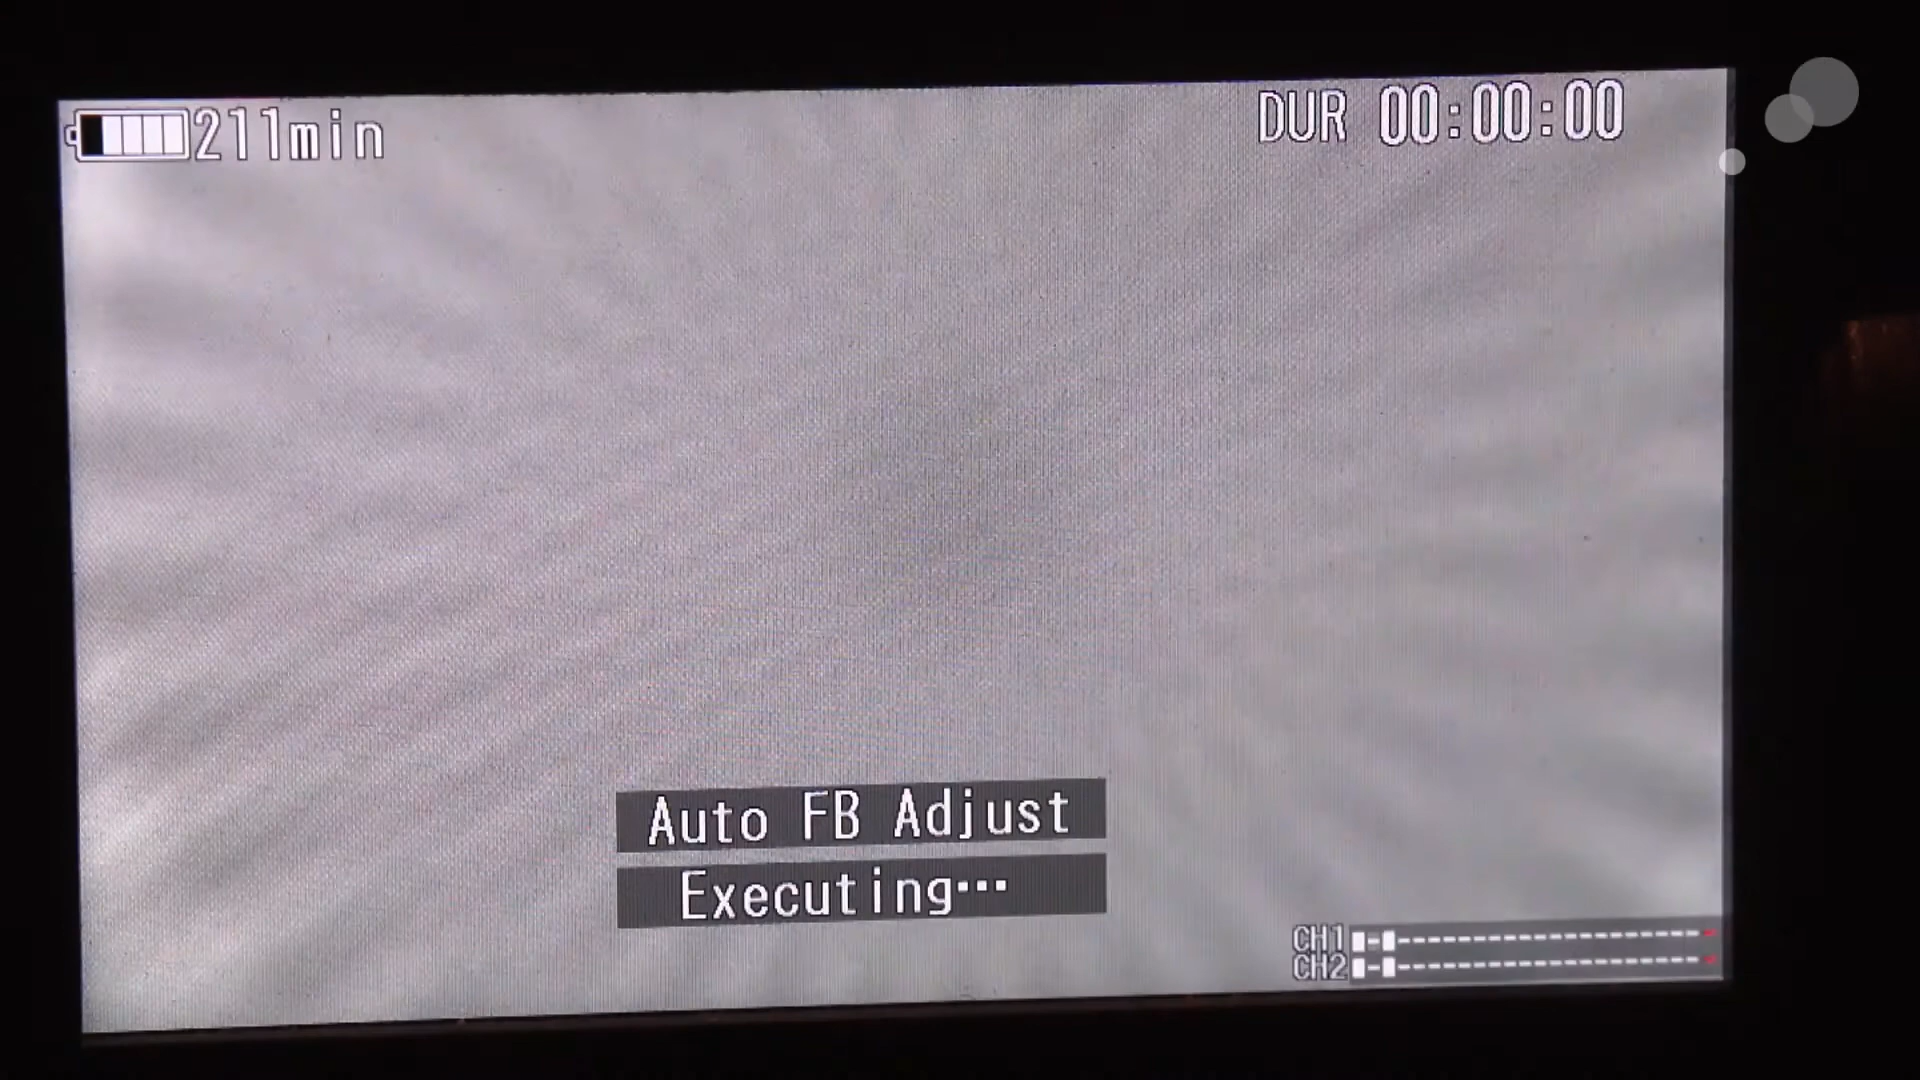 211min
DUR 00:00:00
Auto FB Adjust
Executing…
CH1
CH2